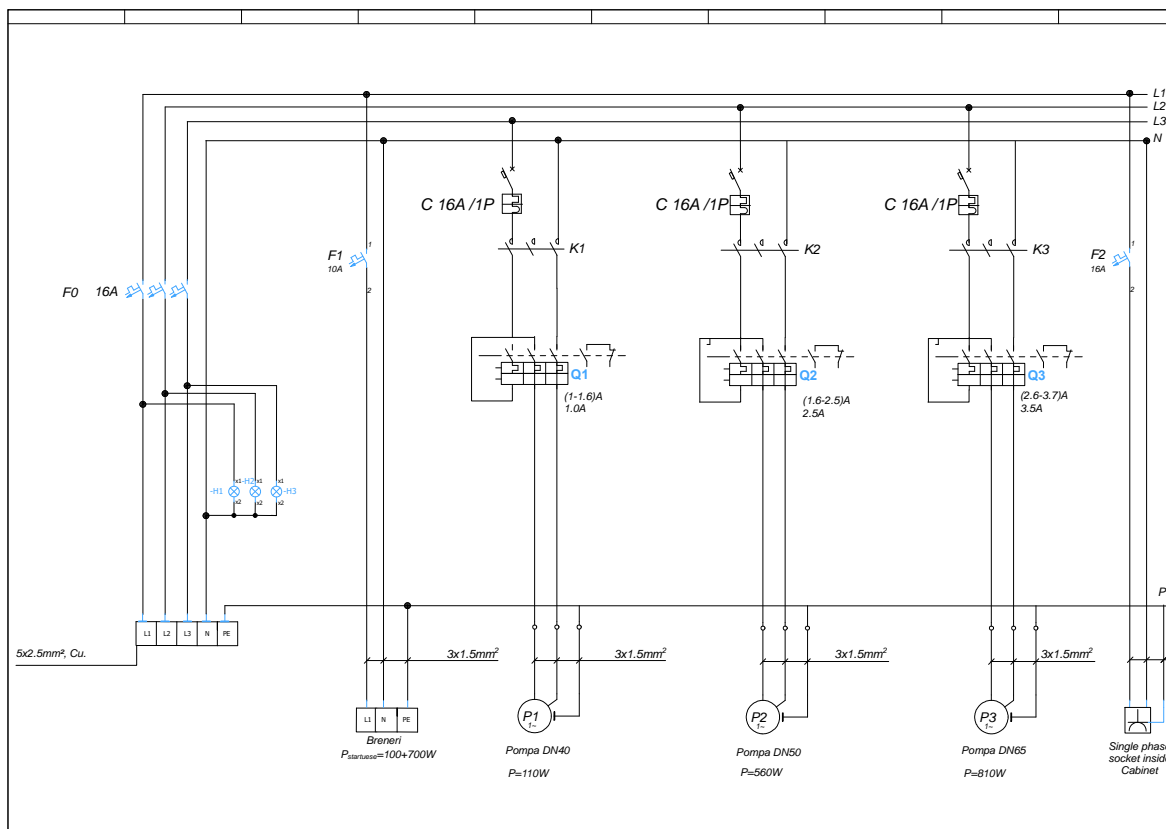 L1
L2
L3
N
C 16A /1P
C 16A /1P
C 16A /1P
K1
K2
K3
F1
10A
1
2
F2
16A
1
2
F0 16A
Q1
(1-1.6)A
1.0A
Q2
(1.6-2.5)A
2.5A
Q3
(2.6-3.7)A
3.5A
-H1
x1
x2
-H2
x1
x2
-H3
x1
x2
P
L1 L2 L3 N PE
5x2.5mm², Cu.
3x1.5mm²
3x1.5mm²
3x1.5mm²
3x1.5mm²
L1 N PE
Breneri
Pstartuese=100+700W
P1
1~
Pompa DN40
P=110W
P2
1~
Pompa DN50
P=560W
P3
1~
Pompa DN65
P=810W
Single phase
socket inside
Cabinet